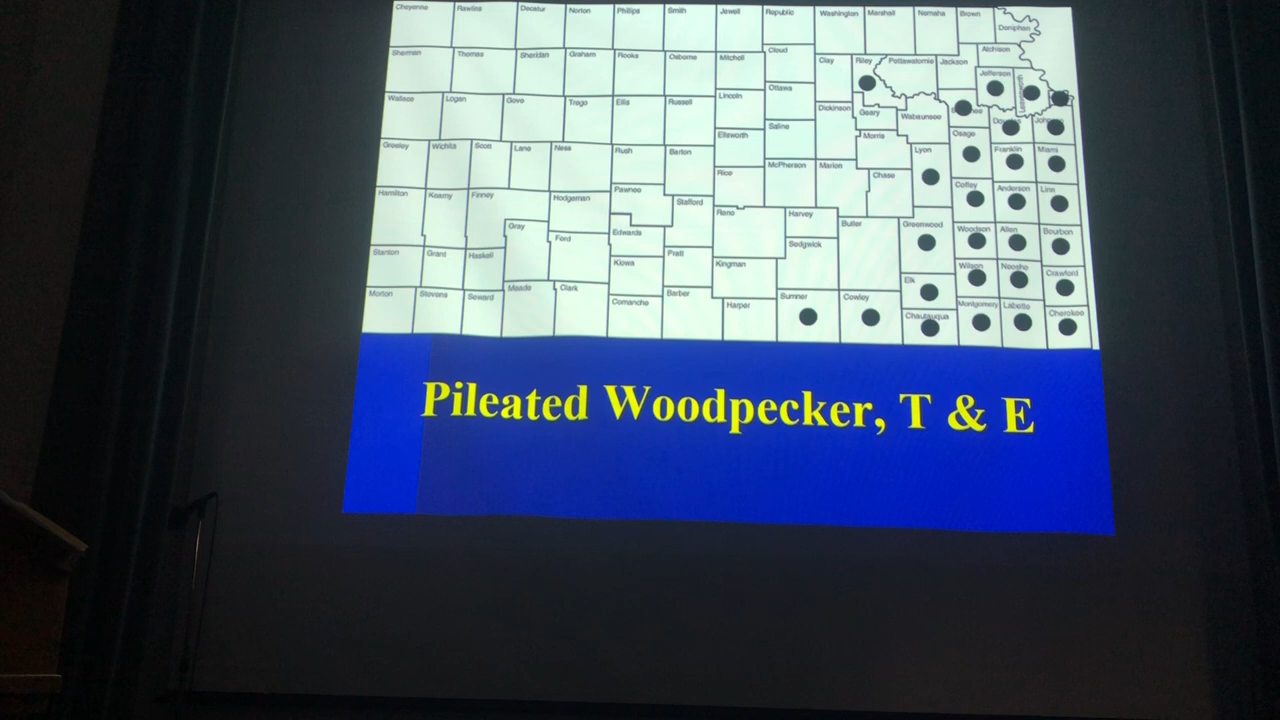 Cheyenne Rawlins Decatur Norton Phillips Smith Jewell Republic Washington Marshall Nemaha Brown Doniphan
Sherman Thomas Sheridan Graham Rooks Osborne Mitchell Cloud Clay Riley Pottawatomie Jackson Atchison
Jefferson Leavenworth
Wallace Logan Gove Trego Ellis Russell Lincoln Ottawa Dickinson Geary Wabaunsee
Ellsworth Saline Morris Osage Johnson
Greeley Wichita Scott Lane Ness Rush Barton Rice McPherson Marion Chase Lyon Franklin Miami
Hamilton Kearny Finney Hodgeman Pawnee Stafford Reno Harvey Butler Greenwood Coffey Anderson Linn
Gray Ford Edwards Sedgwick Woodson Allen Bourbon
Stanton Grant Haskell Kiowa Pratt Kingman Elk Wilson Neosho Crawford
Morton Stevens Seward Meade Clark Comanche Barber Harper Sumner Cowley Chautauqua Montgomery Labette Cherokee
Pileated Woodpecker, T & E